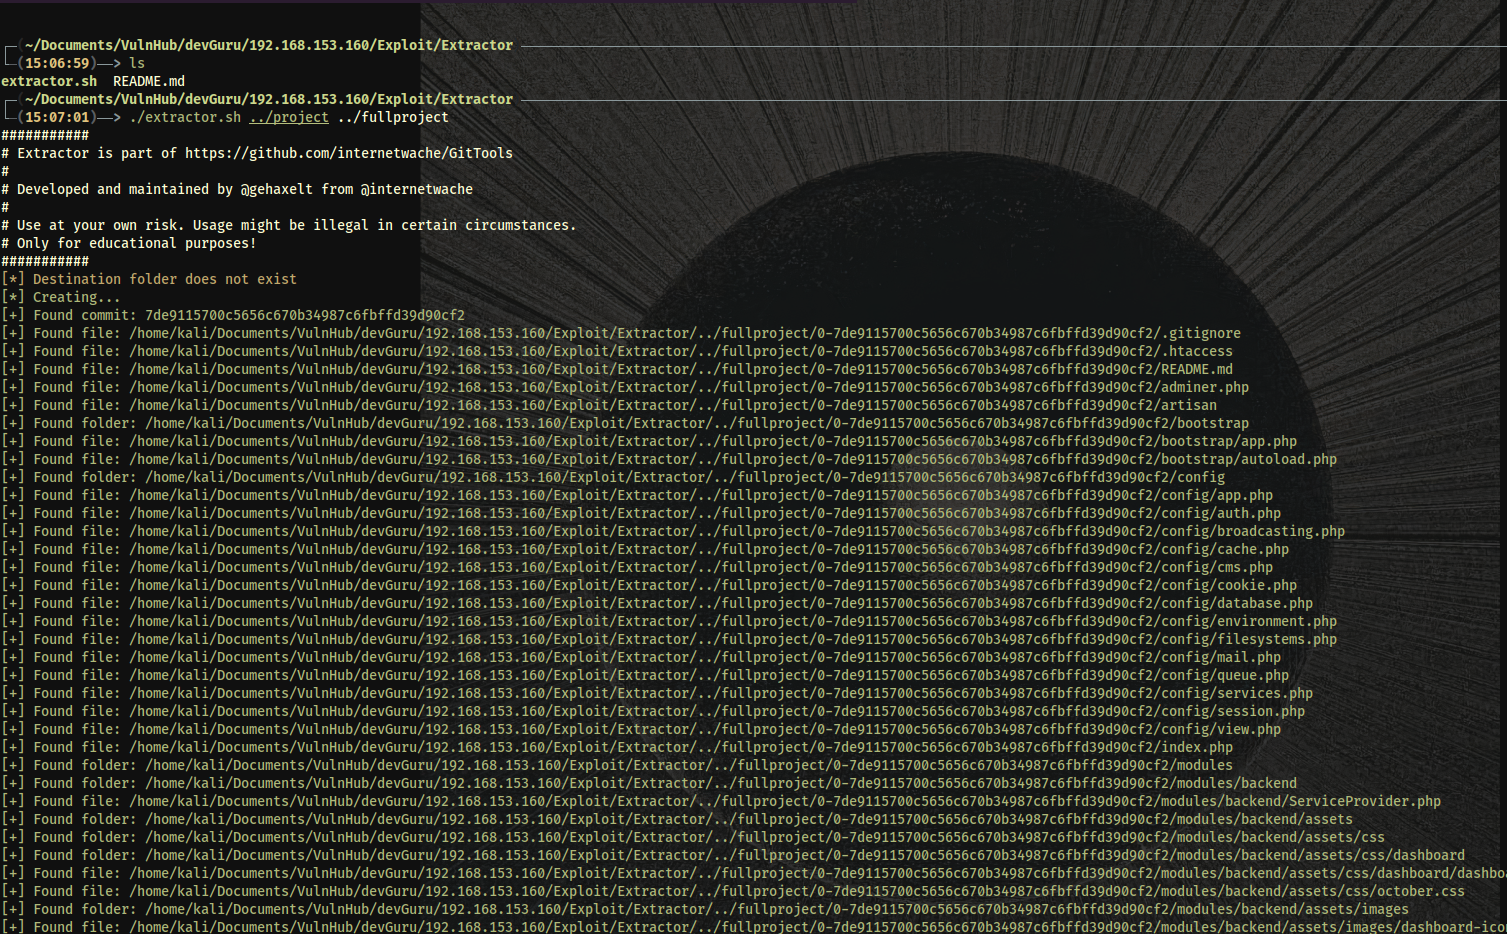 ~/Documents/VulnHub/devGuru/192.168.153.160/Exploit/Extractor
(15:06:59)—> ls
extractor.sh  README.md
~/Documents/VulnHub/devGuru/192.168.153.160/Exploit/Extractor
(15:07:01)—> ./extractor.sh ../project ../fullproject
###########
# Extractor is part of https://github.com/internetwache/GitTools
#
# Developed and maintained by @gehaxelt from @internetwache
#
# Use at your own risk. Usage might be illegal in certain circumstances.
# Only for educational purposes!
###########
[*] Destination folder does not exist
[*] Creating...
[+] Found commit: 7de9115700c5656c670b34987c6fbffd39d90cf2
[+] Found file: /home/kali/Documents/VulnHub/devGuru/192.168.153.160/Exploit/Extractor/../fullproject/0-7de9115700c5656c670b34987c6fbffd39d90cf2/.gitignore
[+] Found file: /home/kali/Documents/VulnHub/devGuru/192.168.153.160/Exploit/Extractor/../fullproject/0-7de9115700c5656c670b34987c6fbffd39d90cf2/.htaccess
[+] Found file: /home/kali/Documents/VulnHub/devGuru/192.168.153.160/Exploit/Extractor/../fullproject/0-7de9115700c5656c670b34987c6fbffd39d90cf2/README.md
[+] Found file: /home/kali/Documents/VulnHub/devGuru/192.168.153.160/Exploit/Extractor/../fullproject/0-7de9115700c5656c670b34987c6fbffd39d90cf2/adminer.php
[+] Found file: /home/kali/Documents/VulnHub/devGuru/192.168.153.160/Exploit/Extractor/../fullproject/0-7de9115700c5656c670b34987c6fbffd39d90cf2/artisan
[+] Found folder: /home/kali/Documents/VulnHub/devGuru/192.168.153.160/Exploit/Extractor/../fullproject/0-7de9115700c5656c670b34987c6fbffd39d90cf2/bootstrap
[+] Found file: /home/kali/Documents/VulnHub/devGuru/192.168.153.160/Exploit/Extractor/../fullproject/0-7de9115700c5656c670b34987c6fbffd39d90cf2/bootstrap/app.php
[+] Found file: /home/kali/Documents/VulnHub/devGuru/192.168.153.160/Exploit/Extractor/../fullproject/0-7de9115700c5656c670b34987c6fbffd39d90cf2/bootstrap/autoload.php
[+] Found folder: /home/kali/Documents/VulnHub/devGuru/192.168.153.160/Exploit/Extractor/../fullproject/0-7de9115700c5656c670b34987c6fbffd39d90cf2/config
[+] Found file: /home/kali/Documents/VulnHub/devGuru/192.168.153.160/Exploit/Extractor/../fullproject/0-7de9115700c5656c670b34987c6fbffd39d90cf2/config/app.php
[+] Found file: /home/kali/Documents/VulnHub/devGuru/192.168.153.160/Exploit/Extractor/../fullproject/0-7de9115700c5656c670b34987c6fbffd39d90cf2/config/auth.php
[+] Found file: /home/kali/Documents/VulnHub/devGuru/192.168.153.160/Exploit/Extractor/../fullproject/0-7de9115700c5656c670b34987c6fbffd39d90cf2/config/broadcasting.php
[+] Found file: /home/kali/Documents/VulnHub/devGuru/192.168.153.160/Exploit/Extractor/../fullproject/0-7de9115700c5656c670b34987c6fbffd39d90cf2/config/cache.php
[+] Found file: /home/kali/Documents/VulnHub/devGuru/192.168.153.160/Exploit/Extractor/../fullproject/0-7de9115700c5656c670b34987c6fbffd39d90cf2/config/cms.php
[+] Found file: /home/kali/Documents/VulnHub/devGuru/192.168.153.160/Exploit/Extractor/../fullproject/0-7de9115700c5656c670b34987c6fbffd39d90cf2/config/cookie.php
[+] Found file: /home/kali/Documents/VulnHub/devGuru/192.168.153.160/Exploit/Extractor/../fullproject/0-7de9115700c5656c670b34987c6fbffd39d90cf2/config/database.php
[+] Found file: /home/kali/Documents/VulnHub/devGuru/192.168.153.160/Exploit/Extractor/../fullproject/0-7de9115700c5656c670b34987c6fbffd39d90cf2/config/environment.php
[+] Found file: /home/kali/Documents/VulnHub/devGuru/192.168.153.160/Exploit/Extractor/../fullproject/0-7de9115700c5656c670b34987c6fbffd39d90cf2/config/filesystems.php
[+] Found file: /home/kali/Documents/VulnHub/devGuru/192.168.153.160/Exploit/Extractor/../fullproject/0-7de9115700c5656c670b34987c6fbffd39d90cf2/config/mail.php
[+] Found file: /home/kali/Documents/VulnHub/devGuru/192.168.153.160/Exploit/Extractor/../fullproject/0-7de9115700c5656c670b34987c6fbffd39d90cf2/config/queue.php
[+] Found file: /home/kali/Documents/VulnHub/devGuru/192.168.153.160/Exploit/Extractor/../fullproject/0-7de9115700c5656c670b34987c6fbffd39d90cf2/config/services.php
[+] Found file: /home/kali/Documents/VulnHub/devGuru/192.168.153.160/Exploit/Extractor/../fullproject/0-7de9115700c5656c670b34987c6fbffd39d90cf2/config/session.php
[+] Found file: /home/kali/Documents/VulnHub/devGuru/192.168.153.160/Exploit/Extractor/../fullproject/0-7de9115700c5656c670b34987c6fbffd39d90cf2/config/view.php
[+] Found file: /home/kali/Documents/VulnHub/devGuru/192.168.153.160/Exploit/Extractor/../fullproject/0-7de9115700c5656c670b34987c6fbffd39d90cf2/index.php
[+] Found folder: /home/kali/Documents/VulnHub/devGuru/192.168.153.160/Exploit/Extractor/../fullproject/0-7de9115700c5656c670b34987c6fbffd39d90cf2/modules
[+] Found folder: /home/kali/Documents/VulnHub/devGuru/192.168.153.160/Exploit/Extractor/../fullproject/0-7de9115700c5656c670b34987c6fbffd39d90cf2/modules/backend
[+] Found file: /home/kali/Documents/VulnHub/devGuru/192.168.153.160/Exploit/Extractor/../fullproject/0-7de9115700c5656c670b34987c6fbffd39d90cf2/modules/backend/ServiceProvider.php
[+] Found folder: /home/kali/Documents/VulnHub/devGuru/192.168.153.160/Exploit/Extractor/../fullproject/0-7de9115700c5656c670b34987c6fbffd39d90cf2/modules/backend/assets
[+] Found folder: /home/kali/Documents/VulnHub/devGuru/192.168.153.160/Exploit/Extractor/../fullproject/0-7de9115700c5656c670b34987c6fbffd39d90cf2/modules/backend/assets/css
[+] Found folder: /home/kali/Documents/VulnHub/devGuru/192.168.153.160/Exploit/Extractor/../fullproject/0-7de9115700c5656c670b34987c6fbffd39d90cf2/modules/backend/assets/css/dashboard
[+] Found file: /home/kali/Documents/VulnHub/devGuru/192.168.153.160/Exploit/Extractor/../fullproject/0-7de9115700c5656c670b34987c6fbffd39d90cf2/modules/backend/assets/css/dashboard/dashbo
[+] Found file: /home/kali/Documents/VulnHub/devGuru/192.168.153.160/Exploit/Extractor/../fullproject/0-7de9115700c5656c670b34987c6fbffd39d90cf2/modules/backend/assets/css/october.css
[+] Found folder: /home/kali/Documents/VulnHub/devGuru/192.168.153.160/Exploit/Extractor/../fullproject/0-7de9115700c5656c670b34987c6fbffd39d90cf2/modules/backend/assets/images
[+] Found file: /home/kali/Documents/VulnHub/devGuru/192.168.153.160/Exploit/Extractor/../fullproject/0-7de9115700c5656c670b34987c6fbffd39d90cf2/modules/backend/assets/images/dashboard-ico